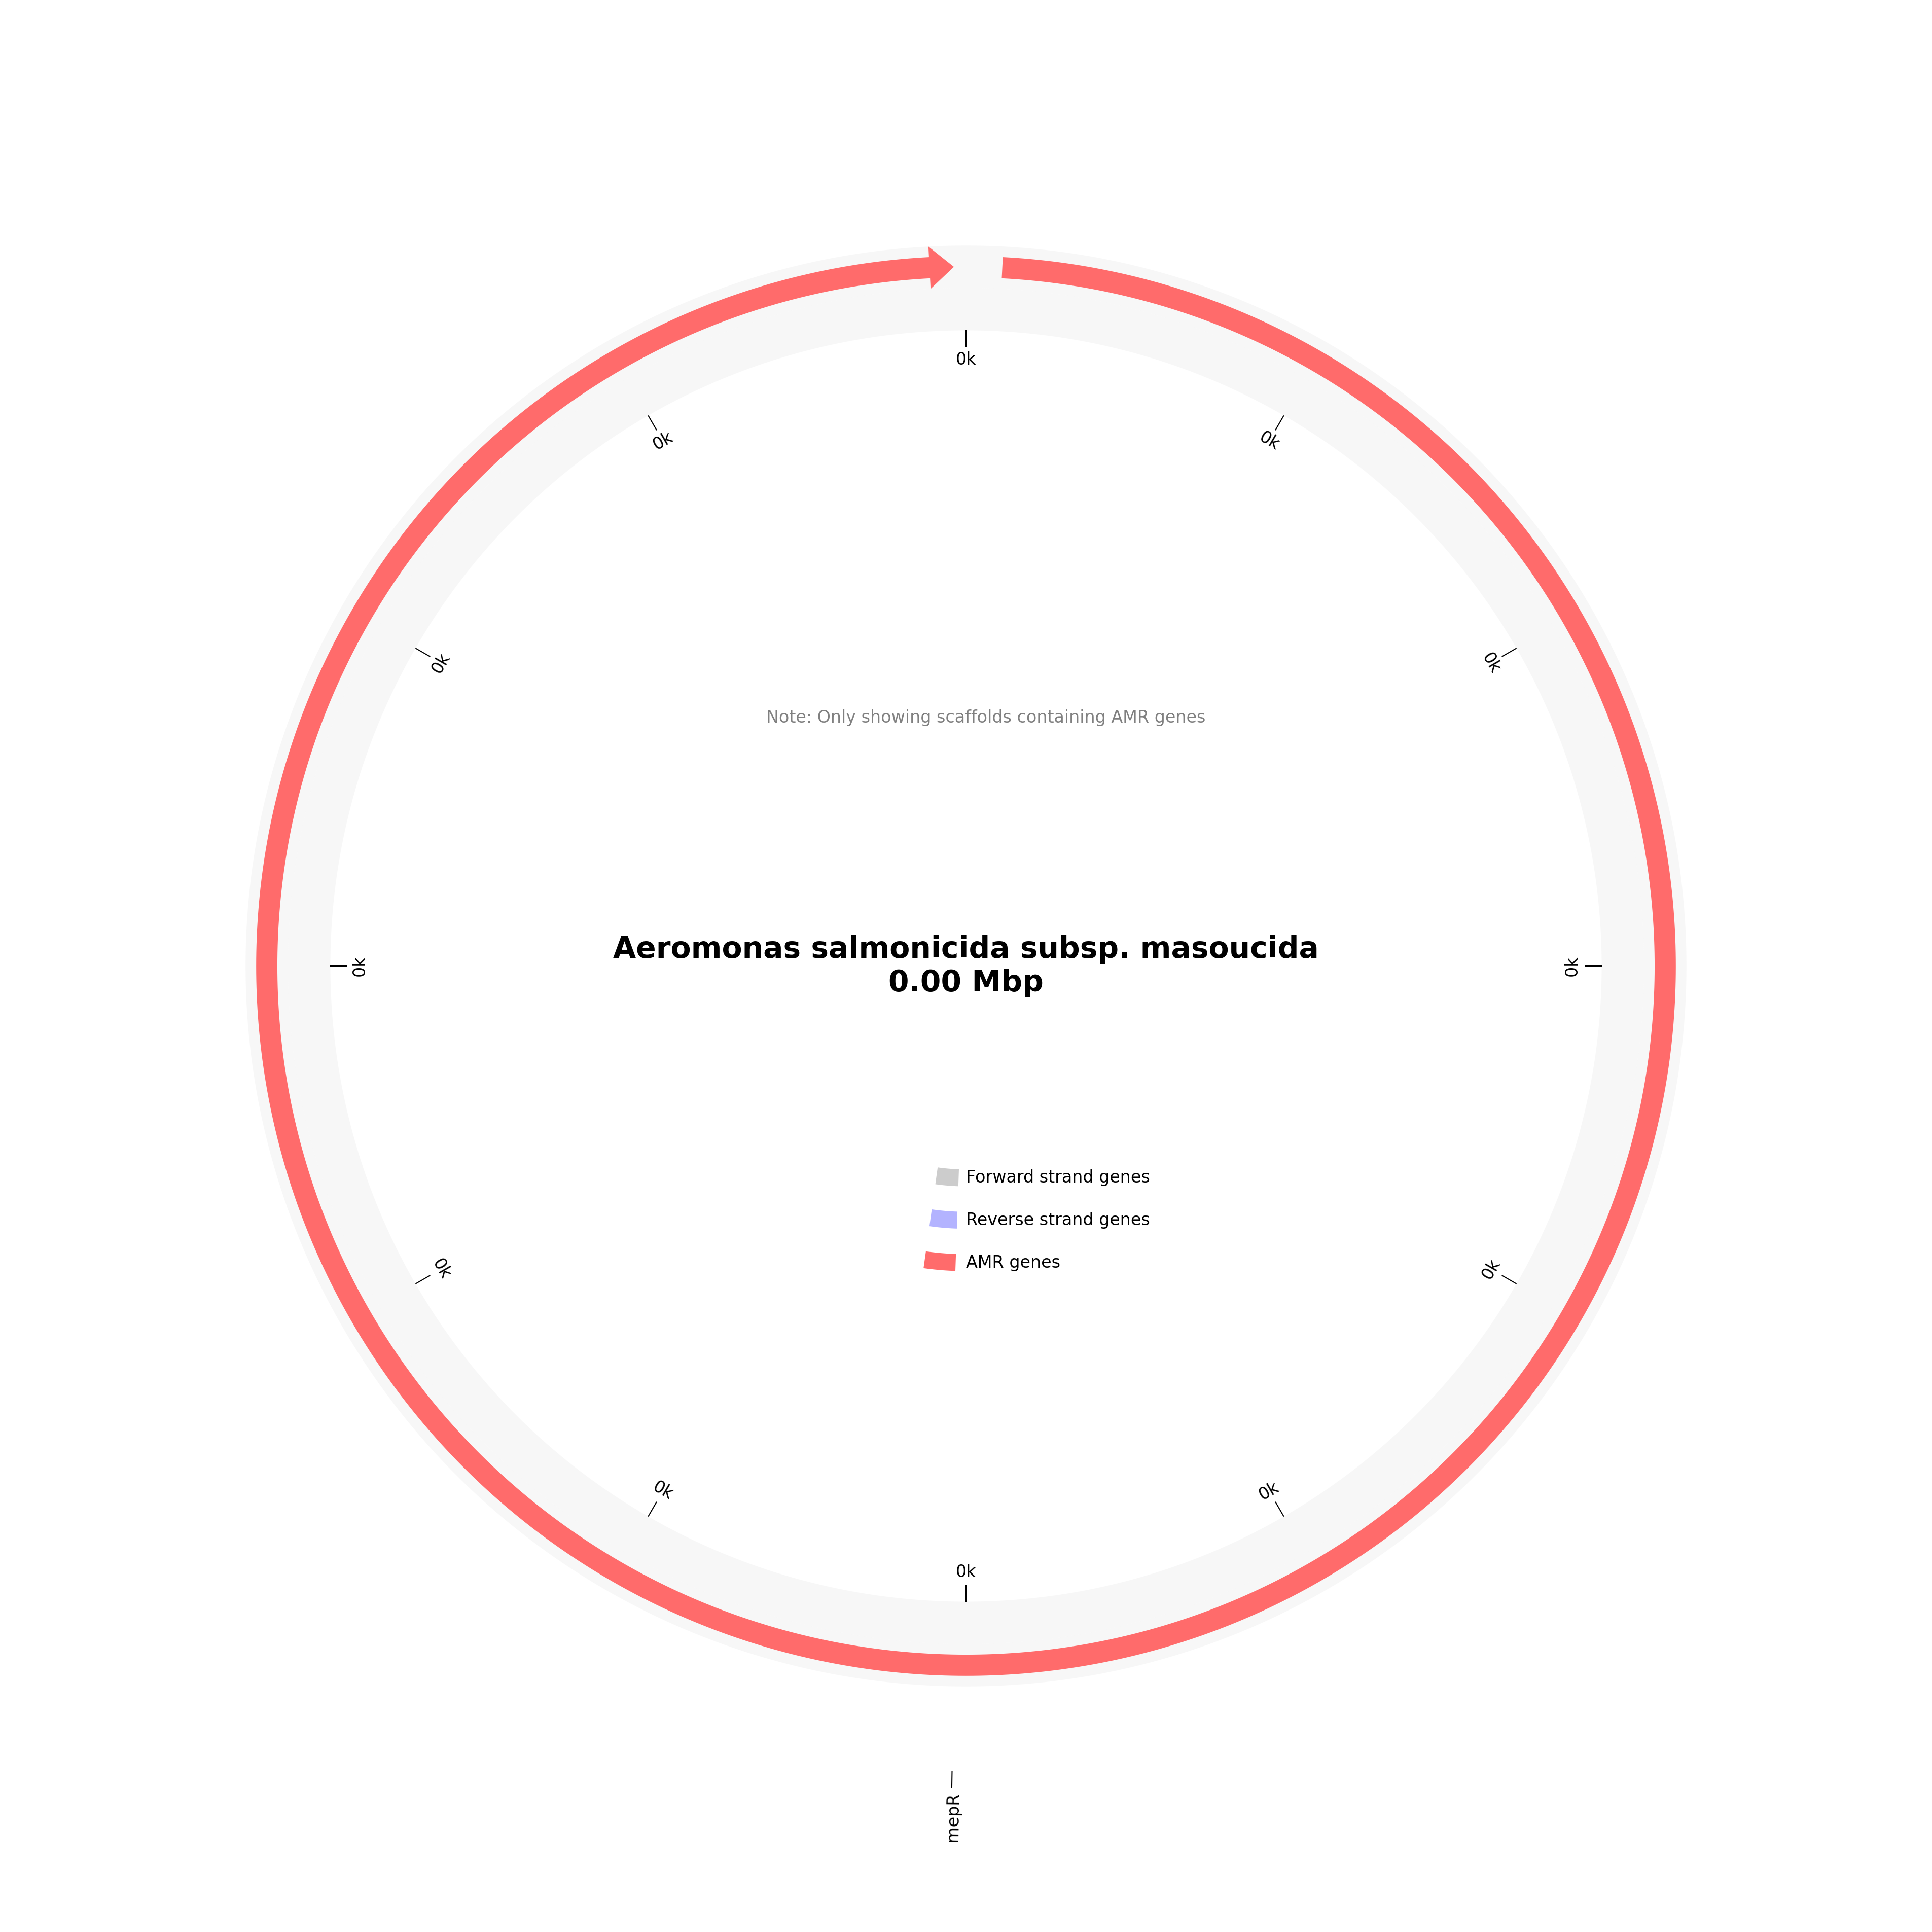 0k
0k
0k
0k
0k
0k
Note: Only showing scaffolds containing AMR genes
Aeromonas salmonicida subsp. masoucida
0.00 Mbp
0k
Forward strand genes
Reverse strand genes
AMR genes
0k
0k
0k
0k
0k
mepR